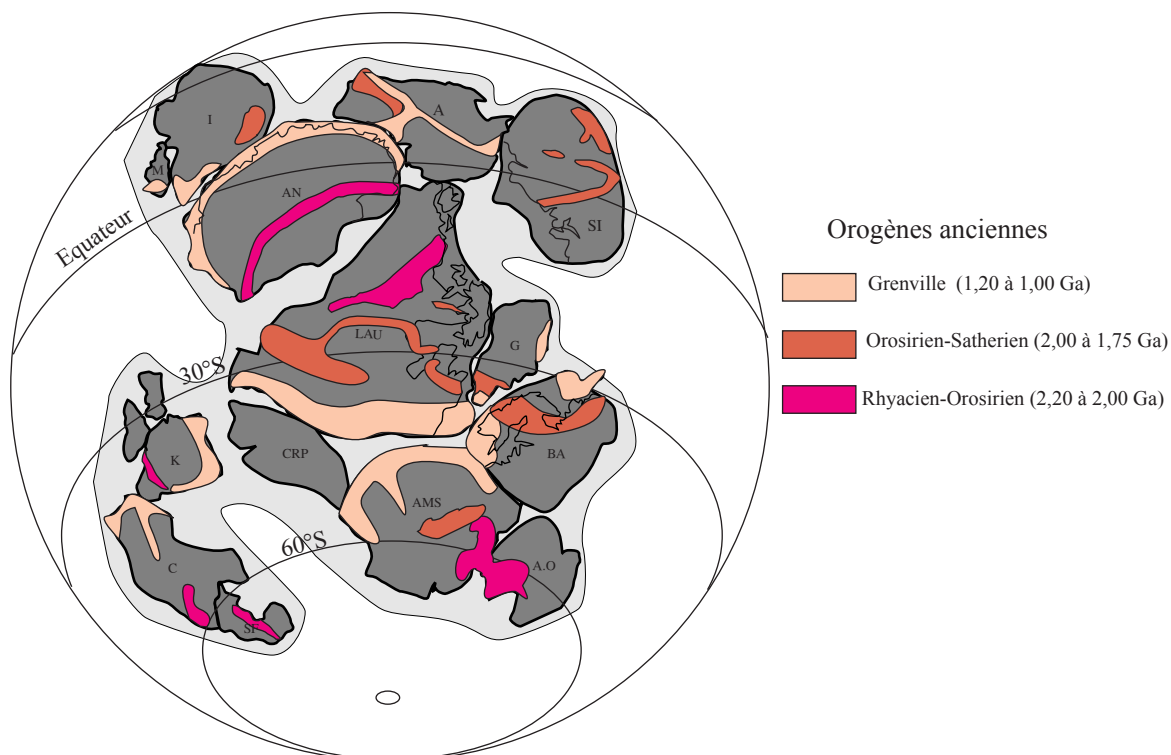 I
A
M
AN
SI
Equateur
LAU
G
30°S
K
CRP
BA
AMS
60°S
C
A.O
SF
Orogènes anciennes
Grenville (1,20 à 1,00 Ga)
Orosirien-Satherien (2,00 à 1,75 Ga)
Rhyacien-Orosirien (2,20 à 2,00 Ga)